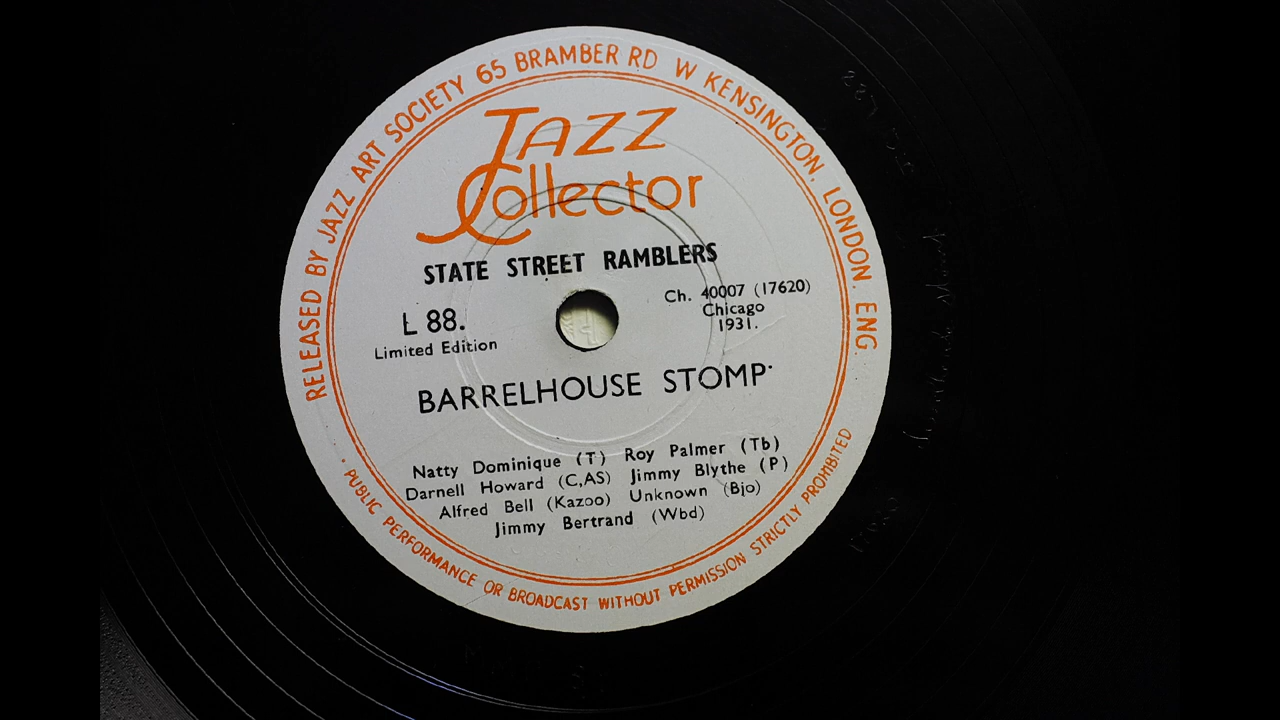 RELEASED BY JAZZ ART SOCIETY 65 BRAMBER RD W KENSINGTON. LONDON. ENG.
JAZZ
Collector
STATE STREET RAMBLERS
L 88.
Limited Edition
Ch. 40007 (17620)
Chicago
1931.
BARRELHOUSE STOMP
Natty Dominique (T) Roy Palmer (Tb)
Darnell Howard (C,AS) Jimmy Blythe (P)
Alfred Bell (Kazoo) Unknown (Bjo)
Jimmy Bertrand (Wbd)
PUBLIC PERFORMANCE OR BROADCAST WITHOUT PERMISSION STRICTLY PROHIBITED